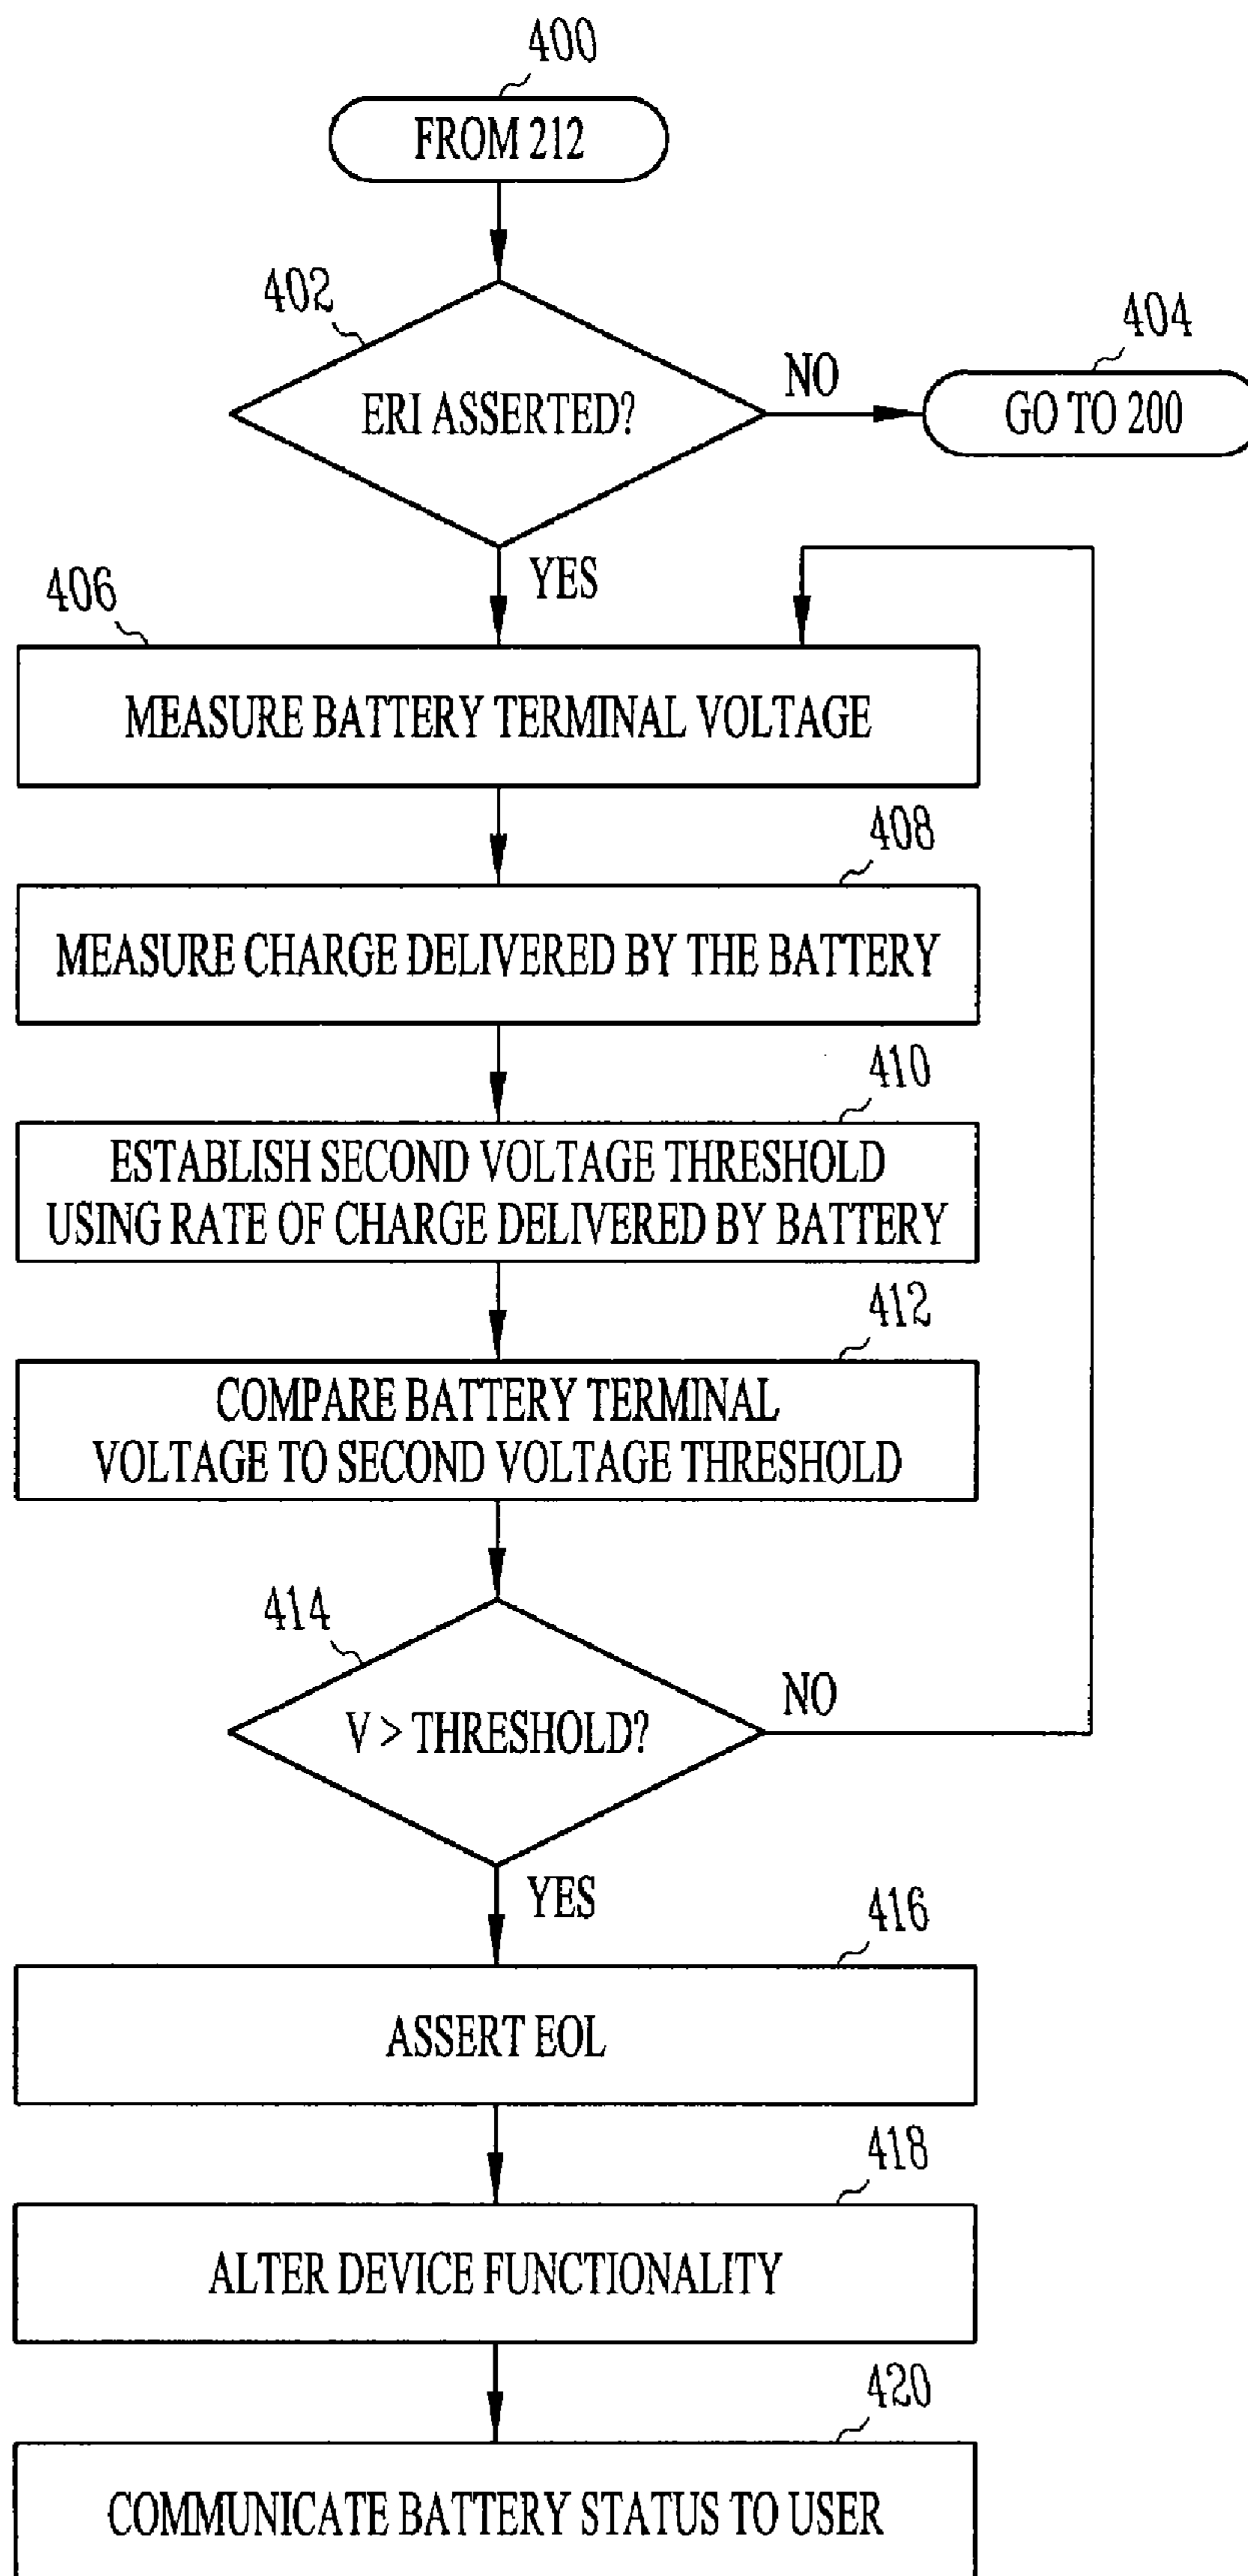 400
FROM 212
402
ERI ASSERTED?
NO
404
GO TO 200
YES
406
MEASURE BATTERY TERMINAL VOLTAGE
408
MEASURE CHARGE DELIVERED BY THE BATTERY
410
ESTABLISH SECOND VOLTAGE THRESHOLD
USING RATE OF CHARGE DELIVERED BY BATTERY
412
COMPARE BATTERY TERMINAL
VOLTAGE TO SECOND VOLTAGE THRESHOLD
414
V > THRESHOLD?
NO
YES
416
ASSERT EOL
418
ALTER DEVICE FUNCTIONALITY
420
COMMUNICATE BATTERY STATUS TO USER